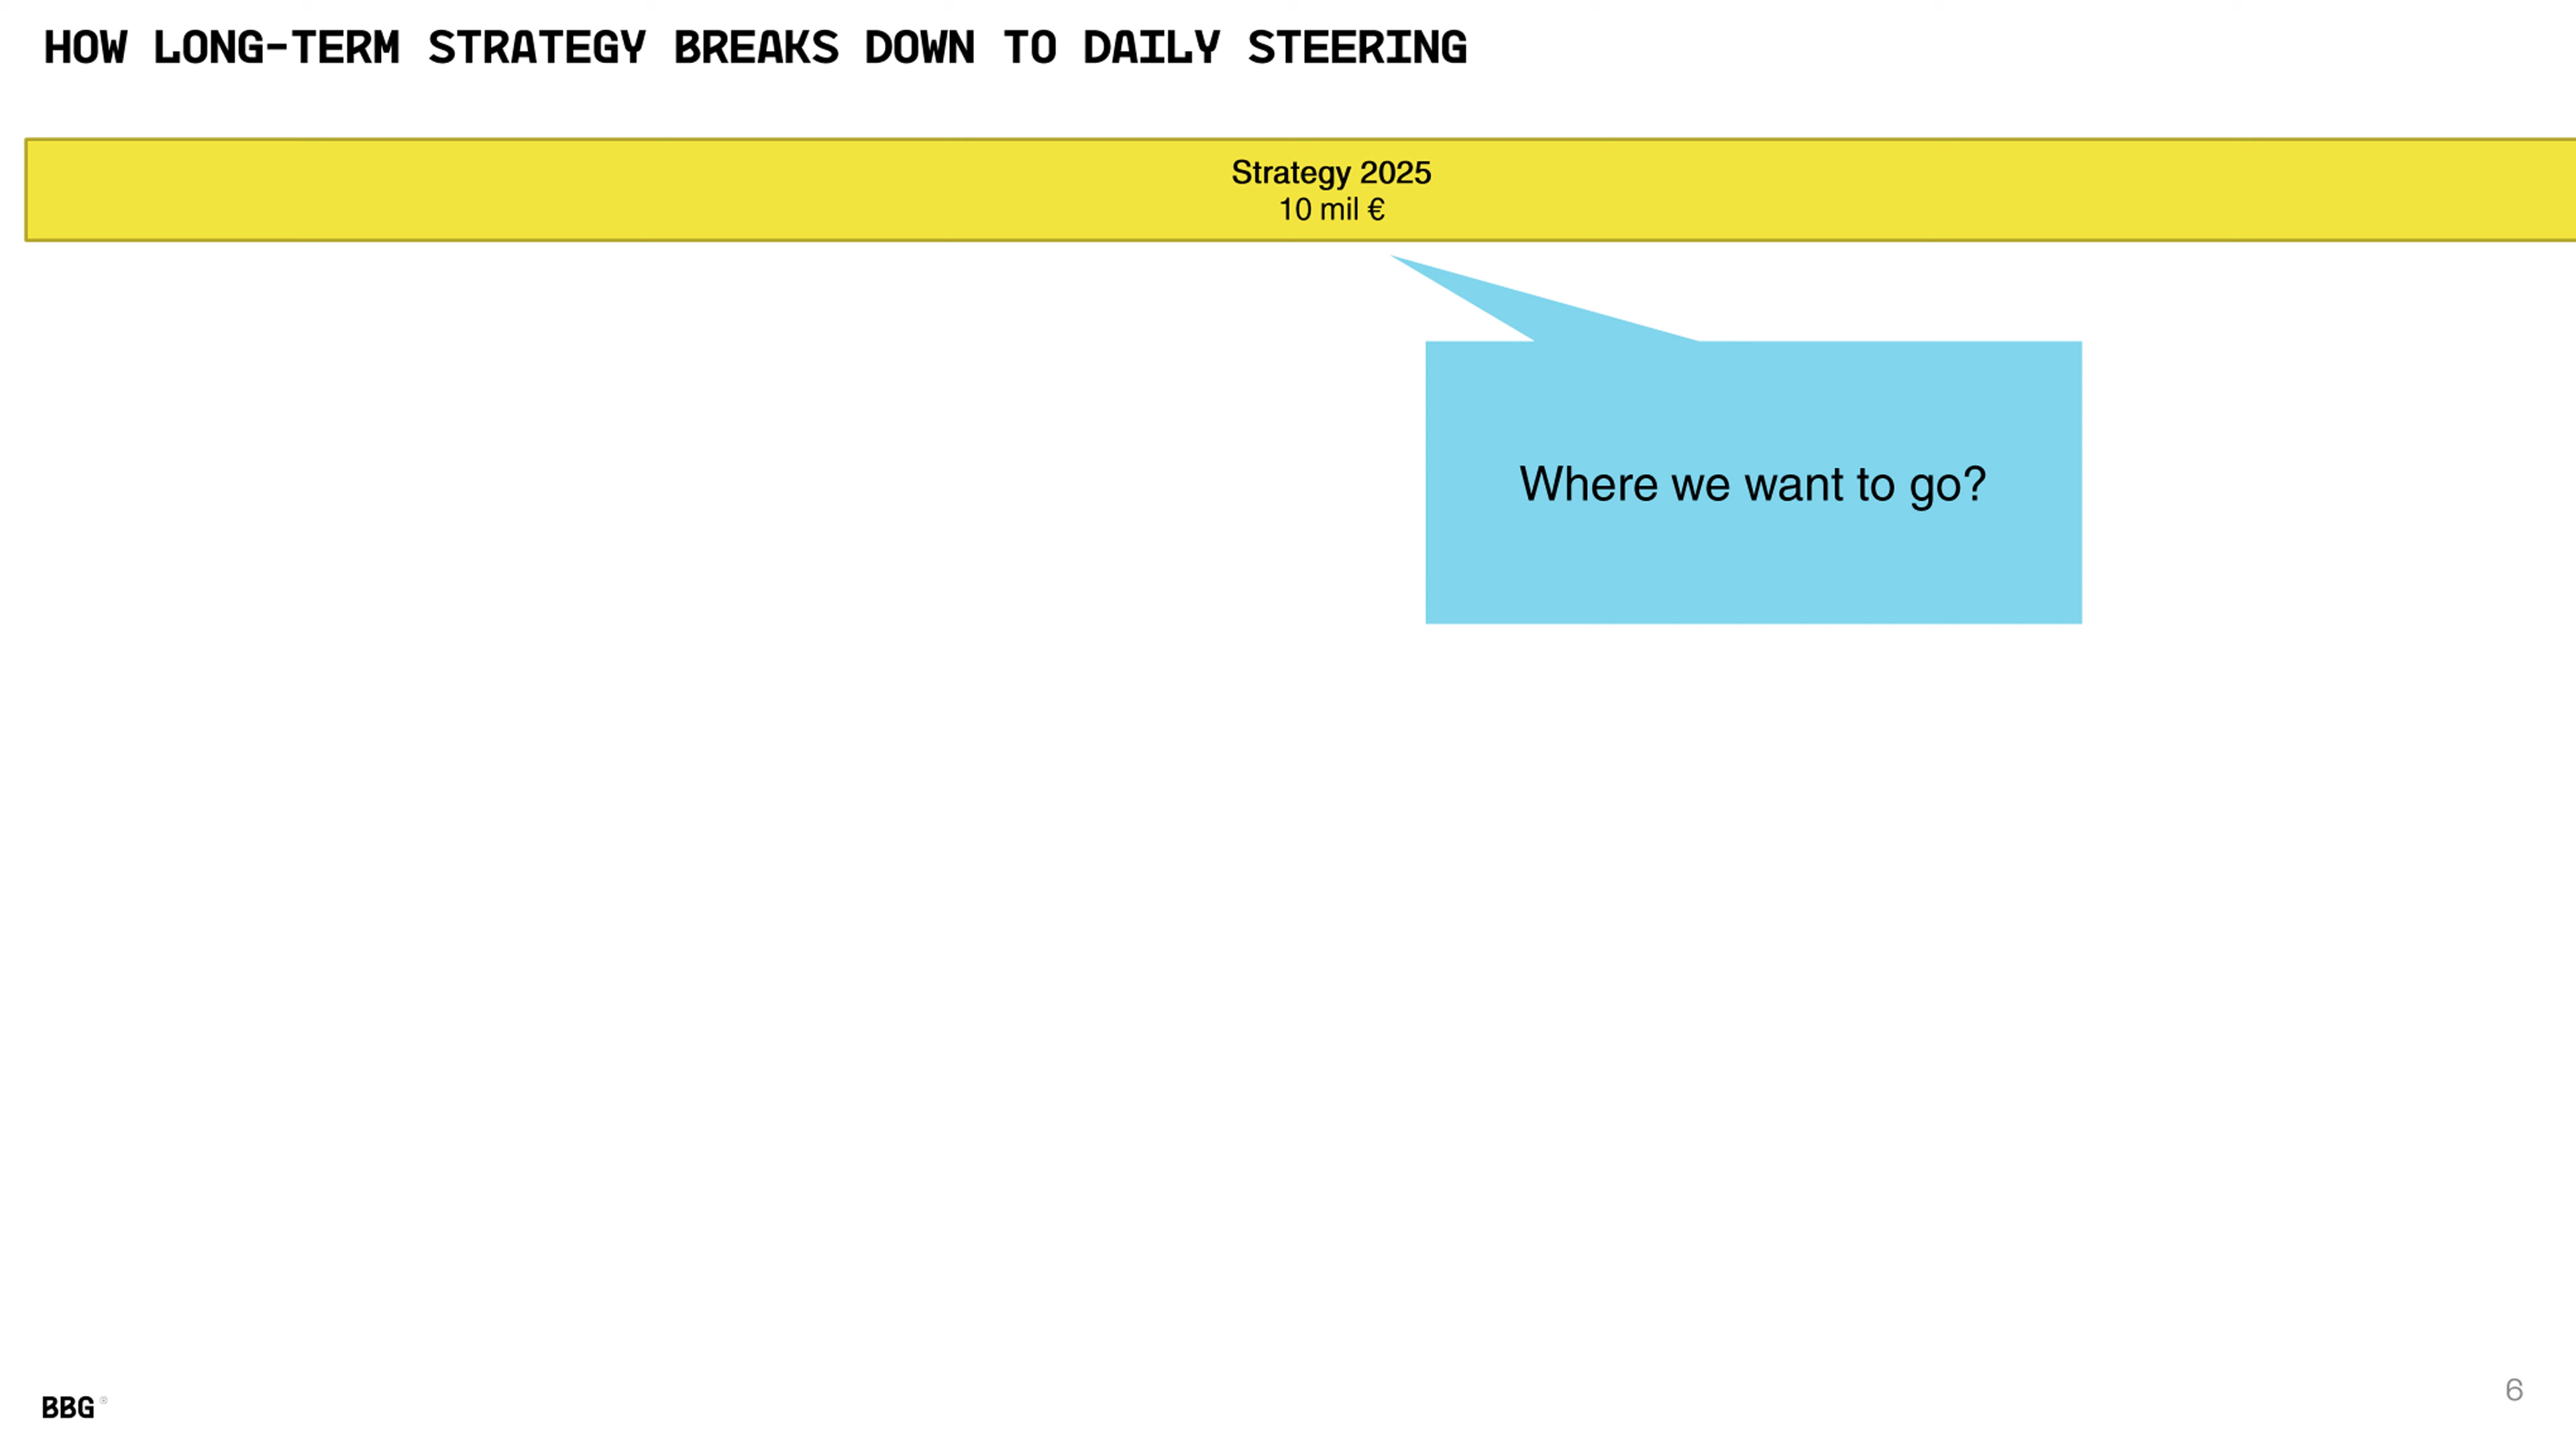 HOW LONG-TERM STRATEGY BREAKS DOWN TO DAILY STEERING
Strategy 2025
10 mil €
Where we want to go?
BBG ®
6